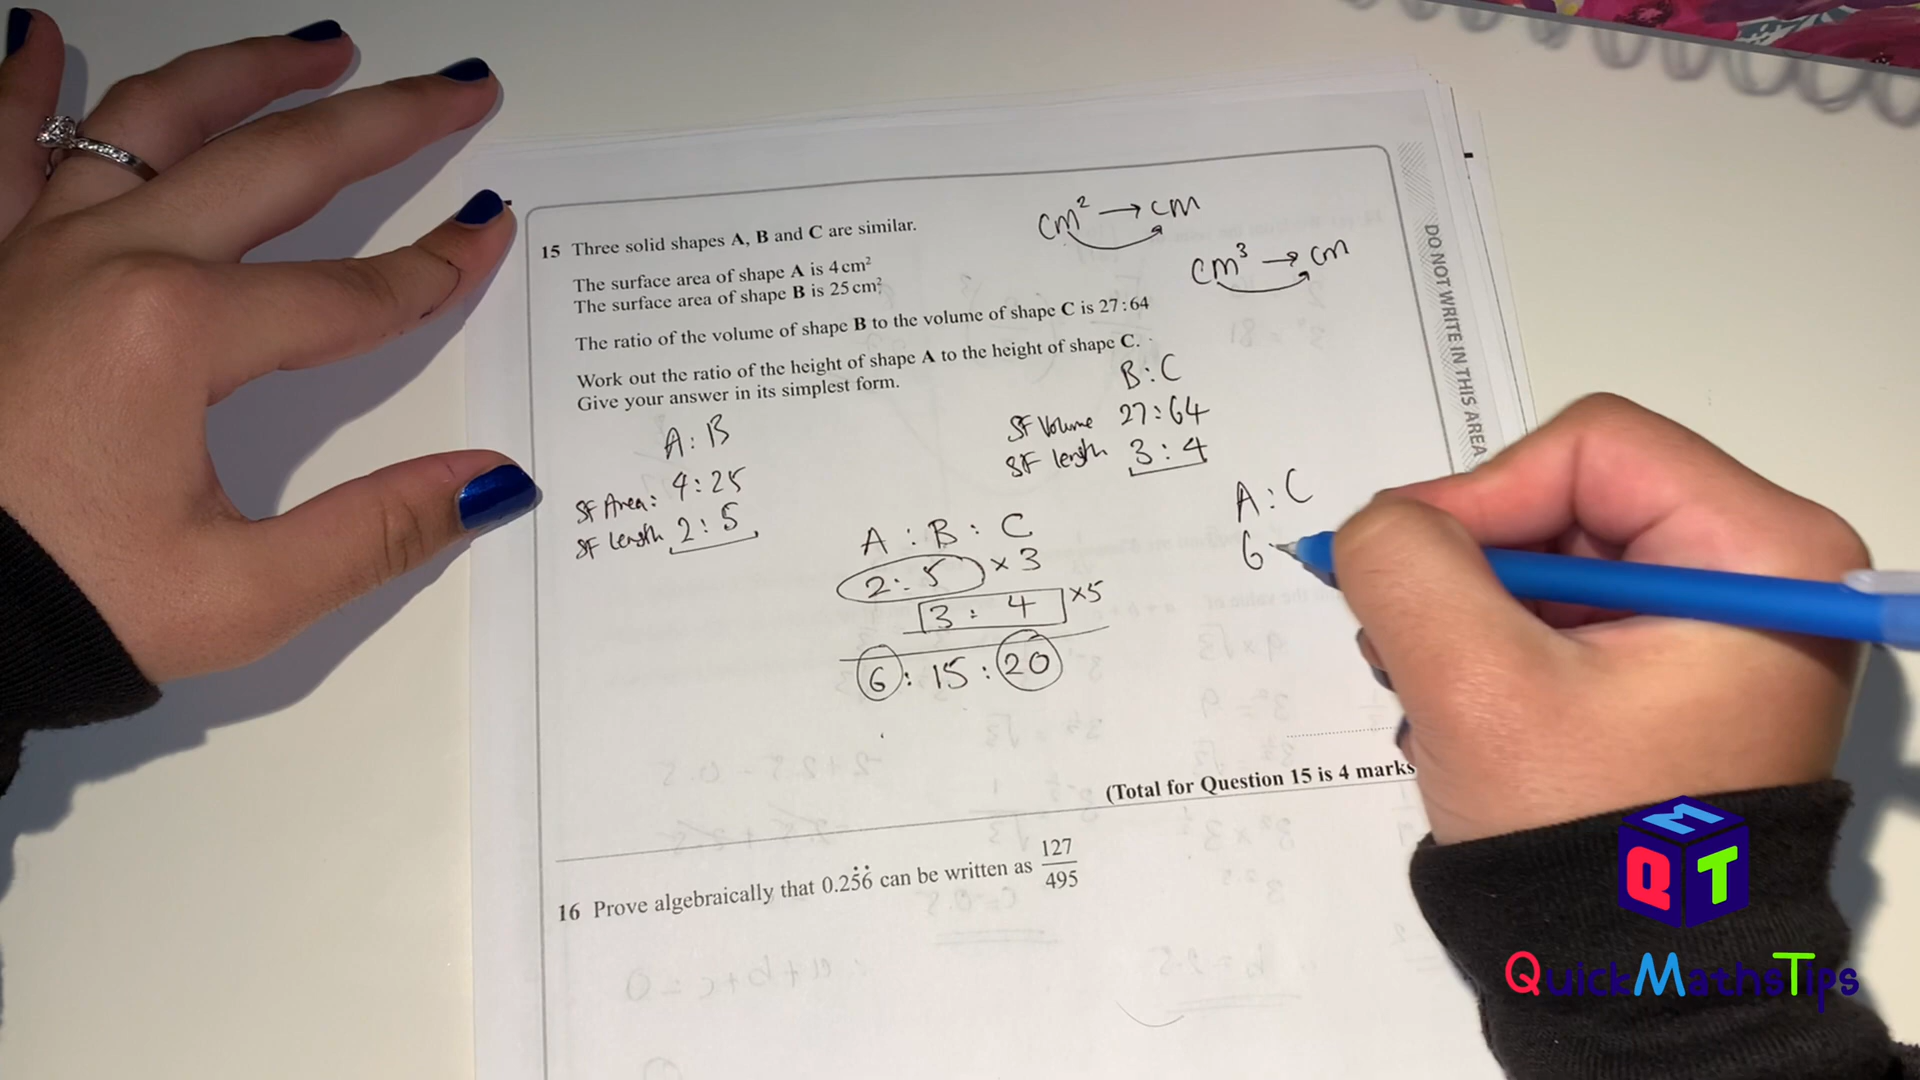 15 Three solid shapes A, B and C are similar.
The surface area of shape A is 4 cm²
The surface area of shape B is 25 cm²
The ratio of the volume of shape B to the volume of shape C is 27:64
Work out the ratio of the height of shape A to the height of shape C.
Give your answer in its simplest form.
cm² → cm
cm³ → cm
A : B
SF Area: 4 : 25
SF length 2 : 5
B : C
SF Volume 27 : 64
SF length 3 : 4
A : B : C
2 : 5 × 3
3 : 4 ×5
6 : 15 : 20
A : C
6 :
(Total for Question 15 is 4 marks
16 Prove algebraically that 0.25̇6̇ can be written as 127/495
DO NOT WRITE IN THIS AREA
M
Q T
QuickMathsTips